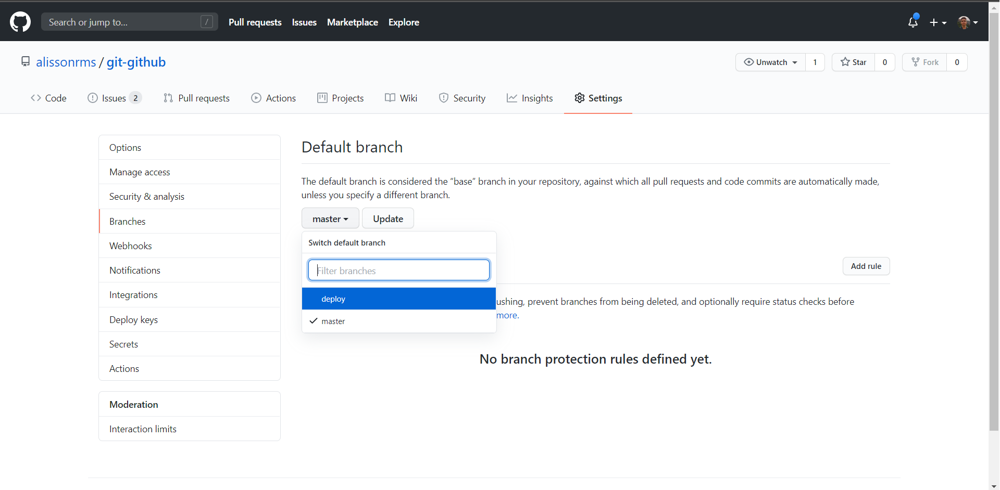 Search or jump to... /
Pull requests Issues Marketplace Explore
alissonrms / git-github
Unwatch 1 Star 0 Fork 0
Code Issues 2 Pull requests Actions Projects Wiki Security Insights Settings
Options
Manage access
Security & analysis
Branches
Webhooks
Notifications
Integrations
Deploy keys
Secrets
Actions
Moderation
Interaction limits
Default branch
The default branch is considered the “base” branch in your repository, against which all pull requests and code commits are automatically made,
unless you specify a different branch.
master Update
Switch default branch
Filter branches
deploy
master
Add rule
ushing, prevent branches from being deleted, and optionally require status checks before
more.
No branch protection rules defined yet.